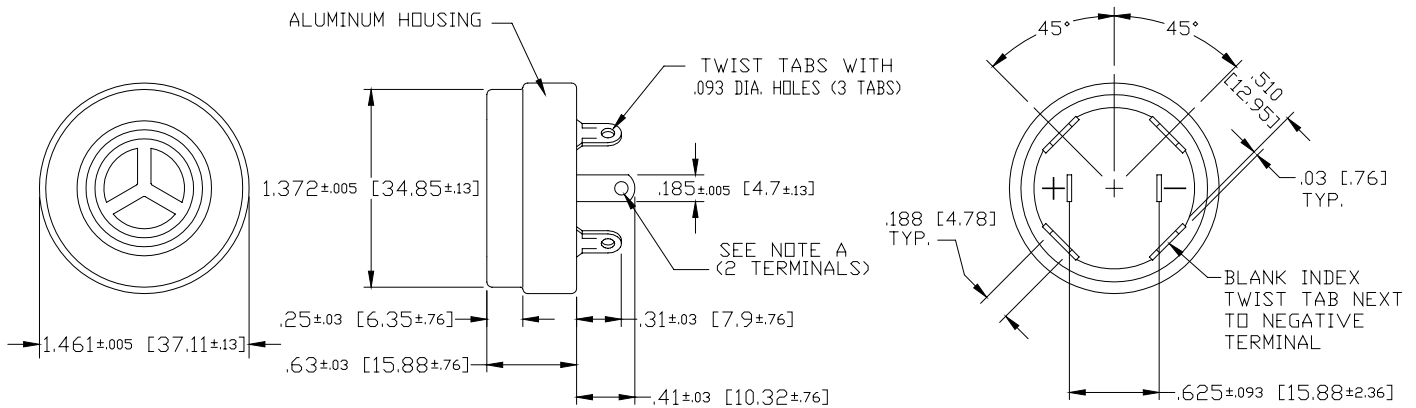 ALUMINUM HOUSING
TWIST TABS WITH
.093 DIA. HOLES (3 TABS)
1.372±.005 [34.85±.13]
.185±.005 [4.7±.13]
SEE NOTE A
(2 TERMINALS)
.25±.03 [6.35±.76]
.31±.03 [7.9±.76]
1.461±.005 [37.11±.13]
.63±.03 [15.88±.76]
.41±.03 [10.32±.76]
45°
45°
.510
[12.95]
.03 [.76]
TYP.
+
−
.188 [4.78]
TYP.
BLANK INDEX
TWIST TAB NEXT
TO NEGATIVE
TERMINAL
.625±.093 [15.88±2.36]